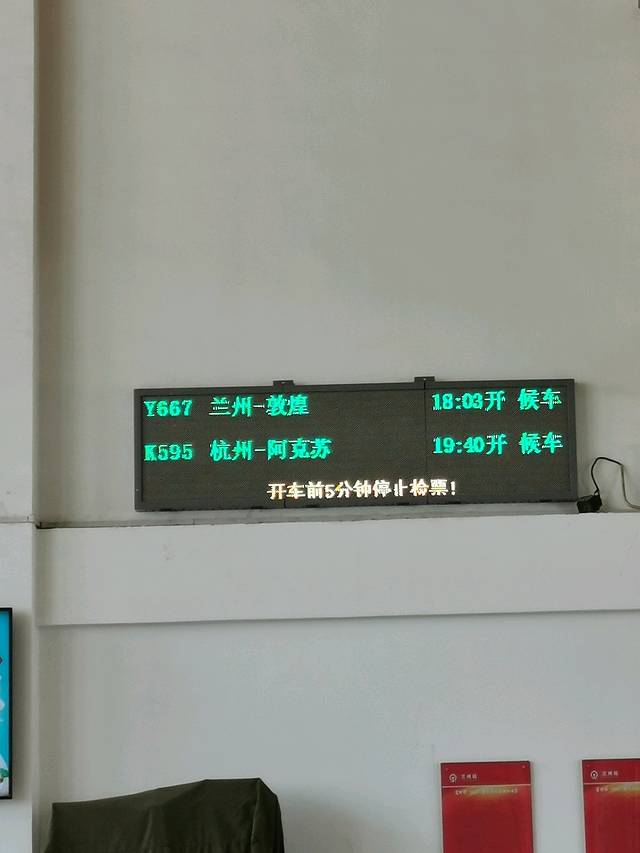 Y667 兰州-敦煌 18:03开 候车
K595 杭州-阿克苏 19:40开 候车
开车前5分钟停止检票!